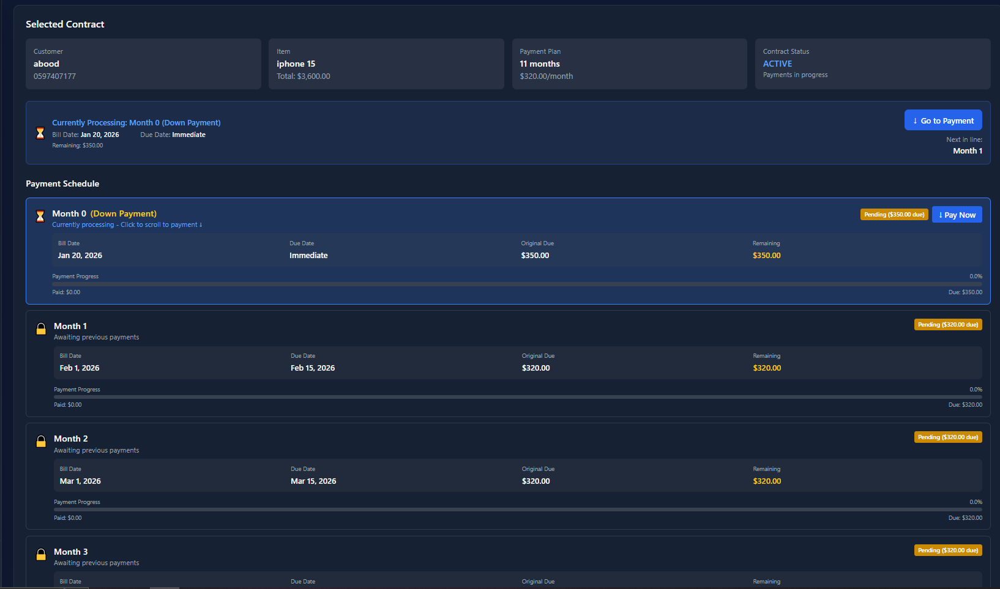 Selected Contract
Customer
abood
0597407177
Item
iphone 15
Total: $3,600.00
Payment Plan
11 months
$320.00/month
Contract Status
ACTIVE
Payments in progress
Currently Processing: Month 0 (Down Payment)
Bill Date: Jan 20, 2026 Due Date: Immediate
Remaining: $350.00
↓ Go to Payment
Next in line:
Month 1
Payment Schedule
Month 0 (Down Payment)
Currently processing - Click to scroll to payment ↓
Pending ($350.00 due)
↓ Pay Now
Bill Date
Jan 20, 2026
Due Date
Immediate
Original Due
$350.00
Remaining
$350.00
Payment Progress 0.0%
Paid: $0.00 Due: $350.00
Month 1
Awaiting previous payments
Pending ($320.00 due)
Bill Date
Feb 1, 2026
Due Date
Feb 15, 2026
Original Due
$320.00
Remaining
$320.00
Payment Progress 0.0%
Paid: $0.00 Due: $320.00
Month 2
Awaiting previous payments
Pending ($320.00 due)
Bill Date
Mar 1, 2026
Due Date
Mar 15, 2026
Original Due
$320.00
Remaining
$320.00
Payment Progress 0.0%
Paid: $0.00 Due: $320.00
Month 3
Awaiting previous payments
Pending ($320.00 due)
Bill Date
Due Date
Original Due
Remaining